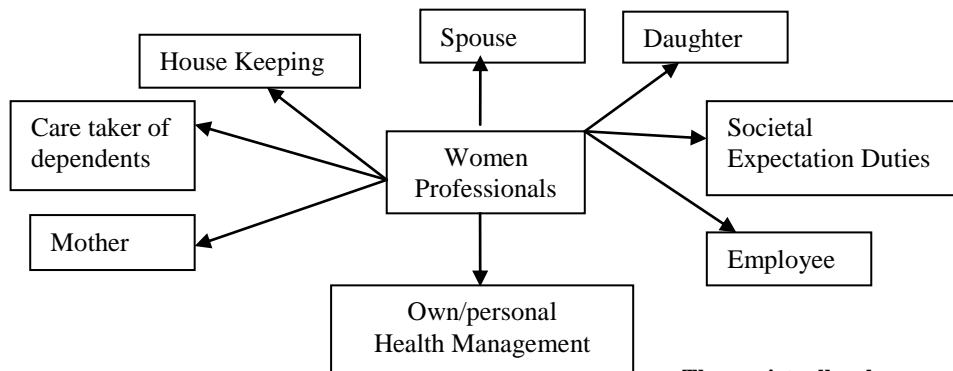 Spouse
Daughter
House Keeping
Care taker of
dependents
Women
Professionals
Societal
Expectation Duties
Mother
Employee
Own/personal
Health Management